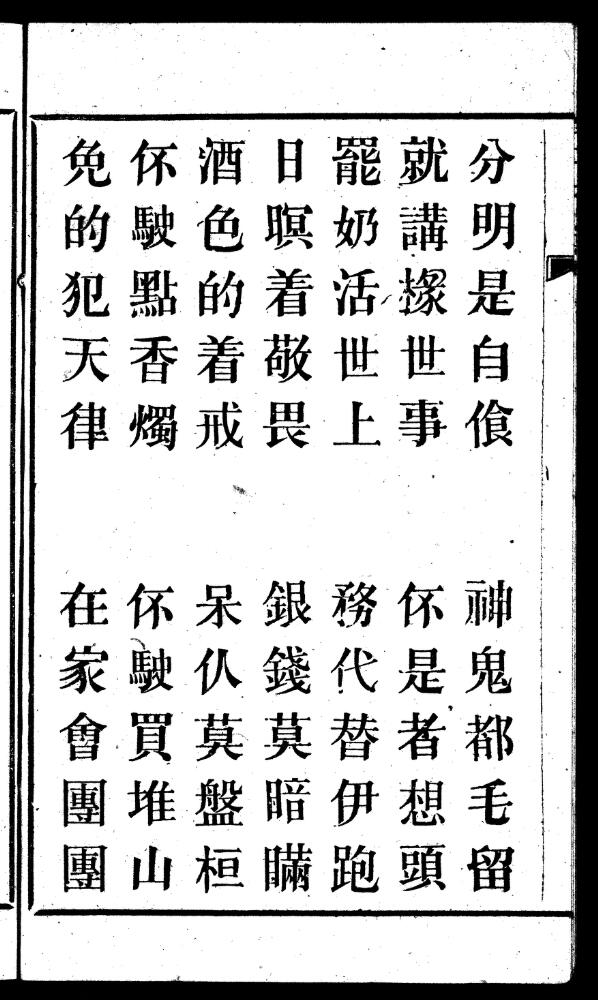 分明是自飧 神鬼都毛留
就講㨽世事 伓是者想頭
罷奶活世上 務代替伊跑
日暝着敬畏 銀錢莫暗瞞
酒色的着戒 呆仈莫盤桓
伓駛點香燭 伓駛買堆山
免的犯天律 在家會團團